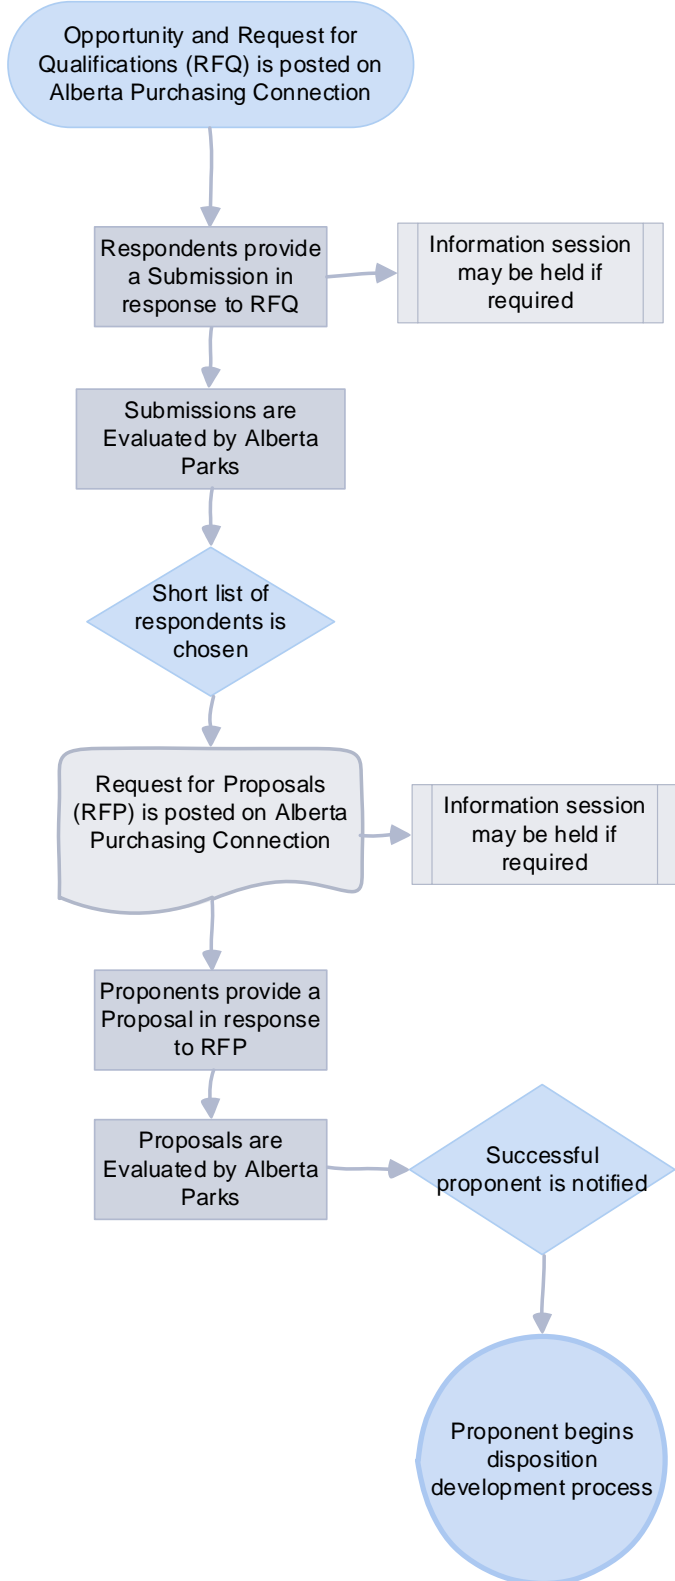 Opportunity and Request for
Qualifications (RFQ) is posted on
Alberta Purchasing Connection
Respondents provide
a Submission in
response to RFQ
Information session
may be held if
required
Submissions are
Evaluated by Alberta
Parks
Short list of
respondents is
chosen
Request for Proposals
(RFP) is posted on Alberta
Purchasing Connection
Information session
may be held if
required
Proponents provide a
Proposal in response
to RFP
Proposals are
Evaluated by Alberta
Parks
Successful
proponent is notified
Proponent begins
disposition
development process